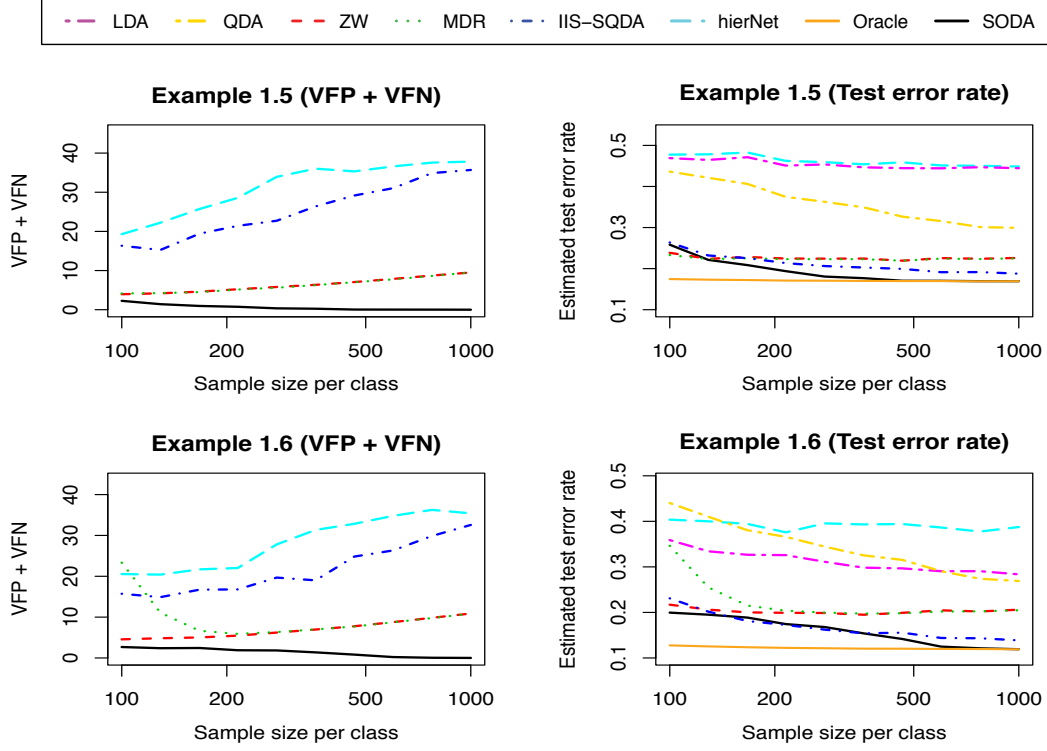 LDA QDA ZW MDR IIS−SQDA hierNet Oracle SODA
Example 1.5 (VFP + VFN)
VFP + VFN
0 10 20 30 40
100 200 500 1000
Sample size per class
Example 1.5 (Test error rate)
Estimated test error rate
0.1 0.3 0.5
100 200 500 1000
Sample size per class
Example 1.6 (VFP + VFN)
VFP + VFN
0 10 20 30 40
100 200 500 1000
Sample size per class
Example 1.6 (Test error rate)
Estimated test error rate
0.1 0.2 0.3 0.4 0.5
100 200 500 1000
Sample size per class